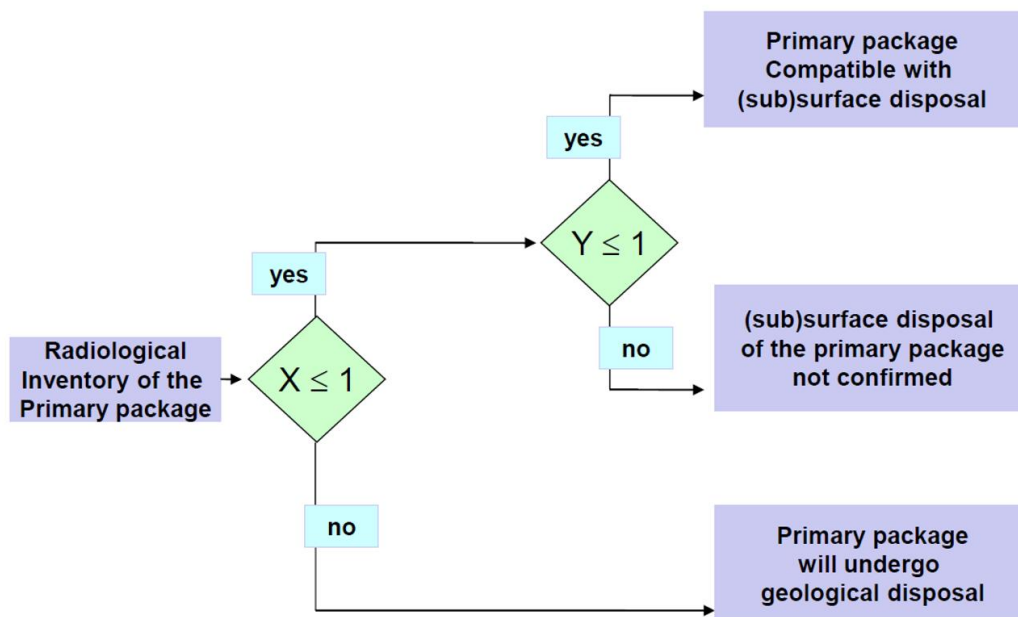 Primary package
Compatible with
(sub)surface disposal
yes
Y ≤ 1
yes
no
(sub)surface disposal
of the primary package
not confirmed
Radiological
Inventory of the
Primary package
X ≤ 1
no
Primary package
will undergo
geological disposal